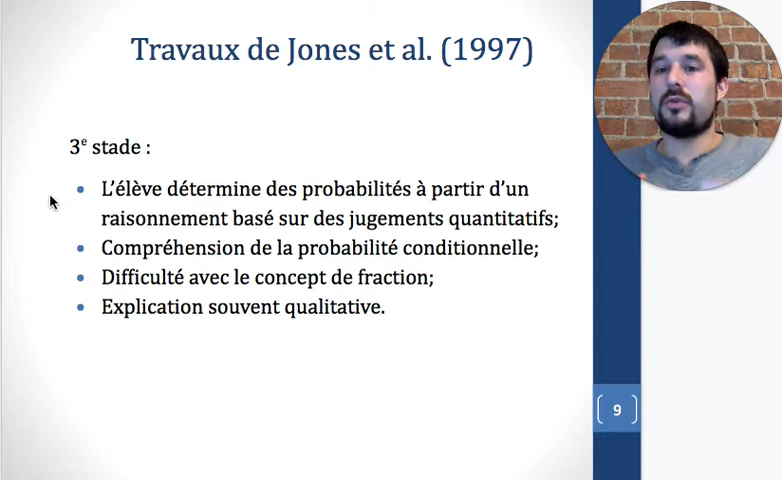 Travaux de Jones et al. (1997)
3e stade :
• L’élève détermine des probabilités à partir d’un
raisonnement basé sur des jugements quantitatifs;
• Compréhension de la probabilité conditionnelle;
• Difficulté avec le concept de fraction;
• Explication souvent qualitative.
9